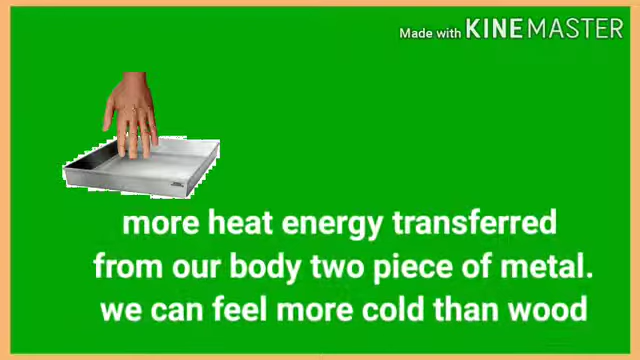 Made with KINEMASTER
more heat energy transferred
from our body two piece of metal.
we can feel more cold than wood